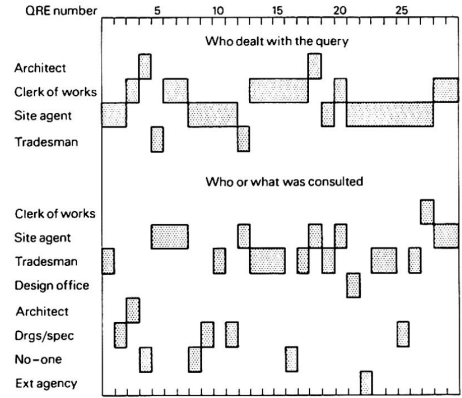 QRE number 5 10 15 20 25
Who dealt with the query
Architect
Clerk of works
Site agent
Tradesman
Who or what was consulted
Clerk of works
Site agent
Tradesman
Design office
Architect
Drgs/spec
No-one
Ext agency